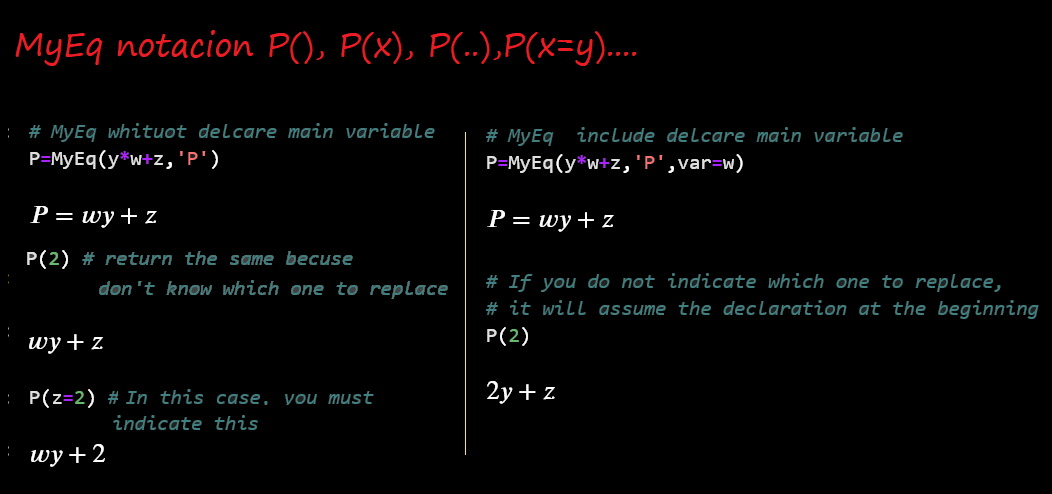 MyEq notacion P(), P(x), P(..),P(x=y)....
# MyEq whituot delcare main variable
P=MyEq(y*w+z,'P')
P = wy + z
P(2) # return the same becuse
don't know which one to replace
wy + z
P(z=2) # In this case. you must
indicate this
wy + 2
# MyEq  include delcare main variable
P=MyEq(y*w+z,'P',var=w)
P = wy + z
# If you do not indicate which one to replace,
# it will assume the declaration at the beginning
P(2)
2y + z